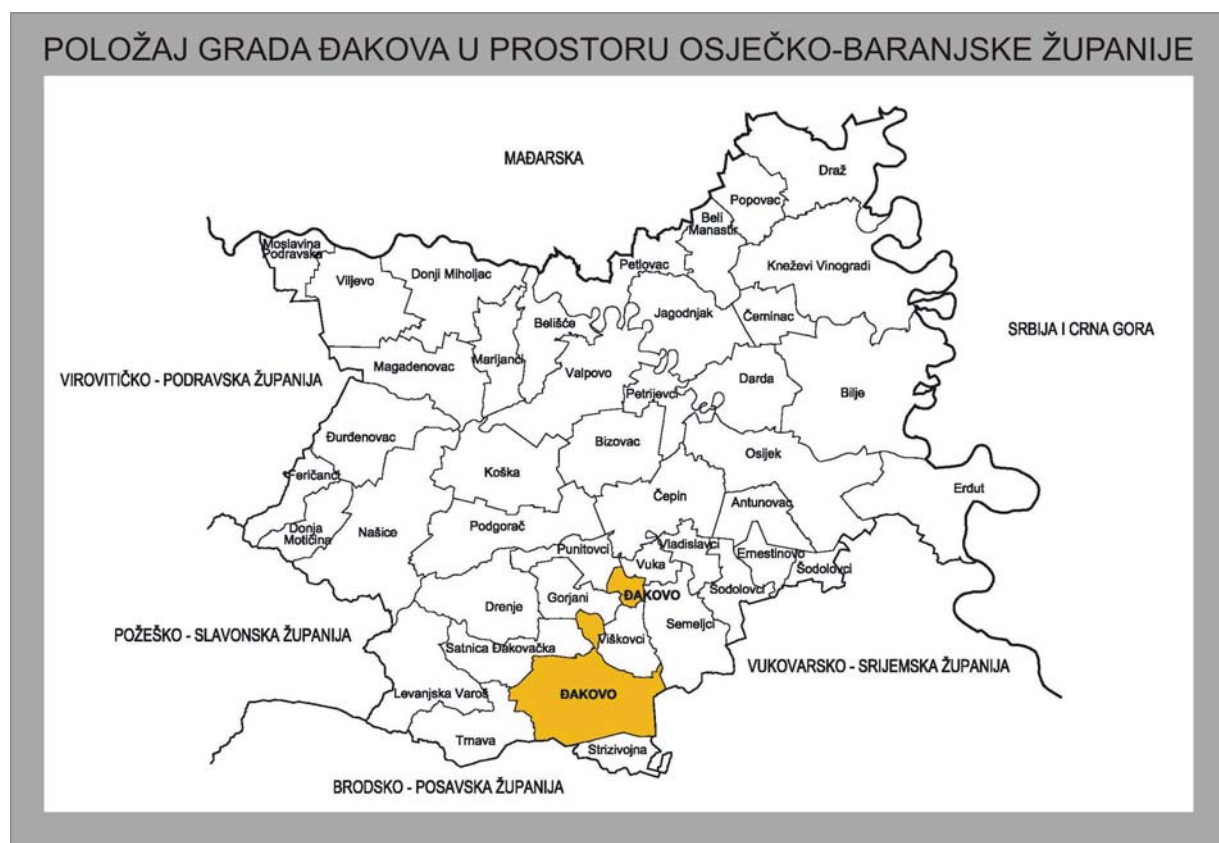 POLOŽAJ GRADA ĐAKOVA U PROSTORU OSJEČKO-BARANJSKE ŽUPANIJE
MAĐARSKA
Draž
Popovac
Beli
Manastir
Moslavina
Podravska
Viljevo
Donji Miholjac
Petlovac
Kneževi Vinogradi
Belišće
Jagodnjak
Čeminac
SRBIJA I CRNA GORA
VIROVITIČKO - PODRAVSKA ŽUPANIJA
Magadenovac
Marijanci
Valpovo
Petrijevci
Darda
Bilje
Đurđenovac
Bizovac
Osijek
Feričanci
Koška
Čepin
Antunovac
Erdut
Donja
Motičina
Našice
Podgorač
Punitovci
Vladislavci
Ernestinovo
Vuka
Šodolovci
Šodolovci
Drenje
Gorjani
ĐAKOVO
Semeljci
POŽEŠKO - SLAVONSKA ŽUPANIJA
Satnica Đakovačka
Viškovci
VUKOVARSKO - SRIJEMSKA ŽUPANIJA
Levanjska Varoš
ĐAKOVO
Trnava
Strizivojna
BRODSKO - POSAVSKA ŽUPANIJA